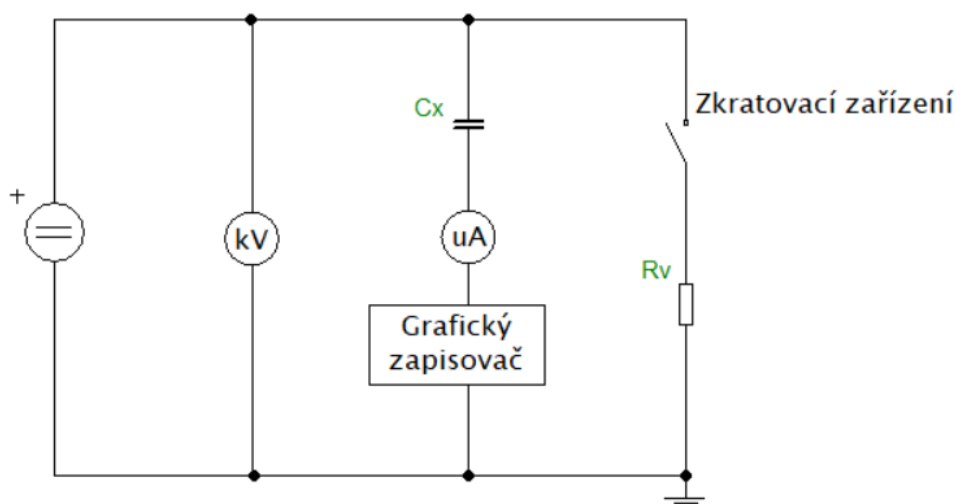 Cx
Zkratovací zařízení
+
kV
uA
Rv
Grafický
zapisovač